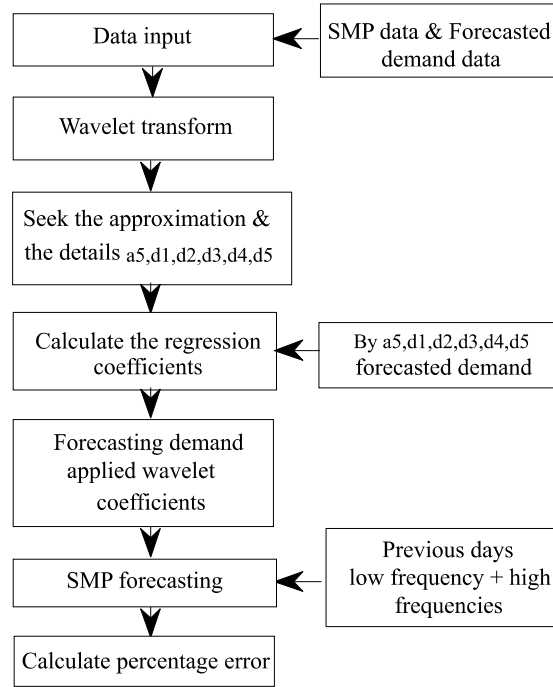 Data input
SMP data & Forecasted
demand data
Wavelet transform
Seek the approximation &
the details a5,d1,d2,d3,d4,d5
Calculate the regression
coefficients
By a5,d1,d2,d3,d4,d5
forecasted demand
Forecasting demand
applied wavelet
coefficients
SMP forecasting
Previous days
low frequency + high
frequencies
Calculate percentage error